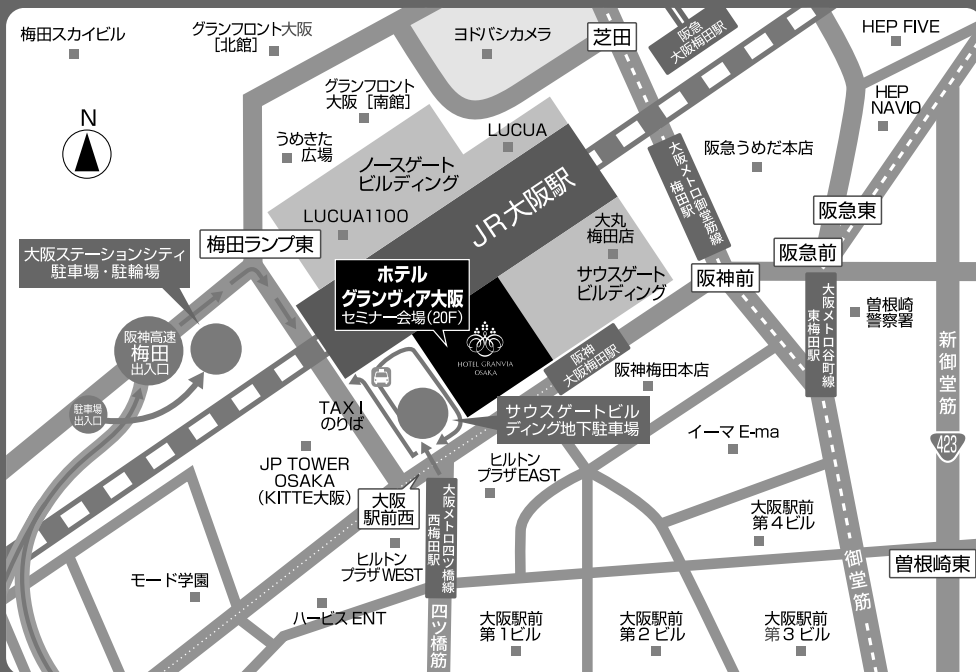 梅田スカイビル
グランフロント大阪
［北館］
ヨドバシカメラ
芝田
阪急
大阪梅田駅
HEP FIVE
HEP
NAVIO
N
グランフロント
大阪［南館］
うめきた
広場
LUCUA
ノースゲート
ビルディング
LUCUA1100
JR大阪駅
大阪メトロ御堂筋線
梅田駅
阪急うめだ本店
阪急東
阪急前
大丸
梅田店
サウスゲート
ビルディング
阪神前
梅田ランプ東
大阪ステーションシティ
駐車場・駐輪場
ホテル
グランヴィア大阪
セミナー会場(20F)
HOTEL GRANVIA
OSAKA
大阪メトロ谷町線
東梅田駅
曽根崎
警察署
新御堂筋
423
阪神高速
梅田
出入口
駐車場
出入口
阪神
大阪梅田駅
阪神梅田本店
TAXI
のりば
サウスゲートビル
ディング地下駐車場
イーマ E-ma
JP TOWER
OSAKA
(KITTE大阪)
大阪
駅前西
大阪メトロ四ツ橋線
西梅田駅
ヒルトン
プラザEAST
大阪駅前
第4ビル
ヒルトン
プラザWEST
御堂筋
曽根崎東
モード学園
ハービスENT
四ツ橋筋
大阪駅前
第1ビル
大阪駅前
第2ビル
大阪駅前
第3ビル